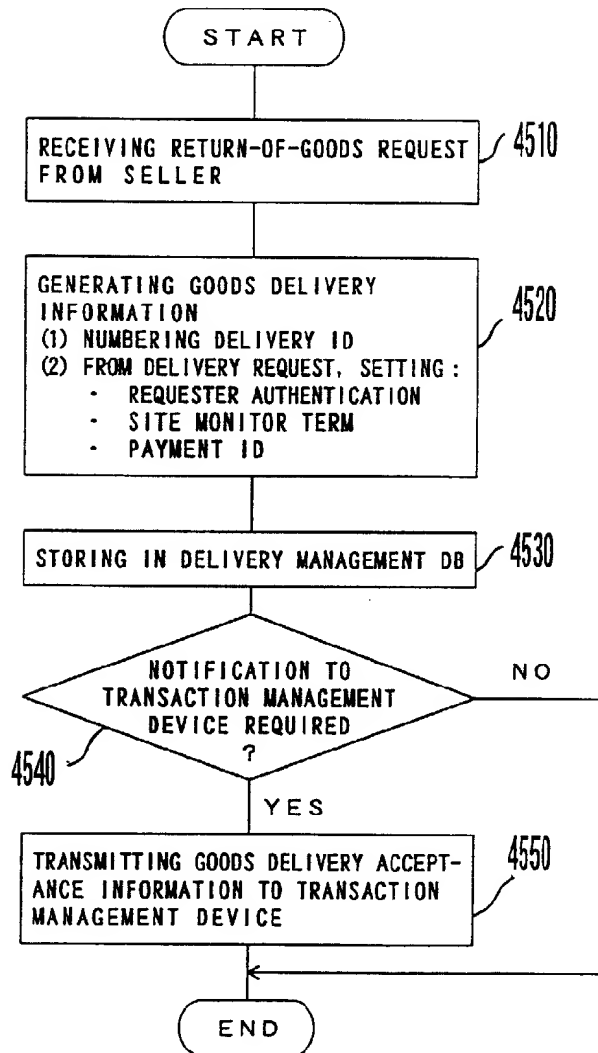 START
RECEIVING RETURN-OF-GOODS REQUEST
FROM SELLER
4510
GENERATING GOODS DELIVERY
INFORMATION
(1) NUMBERING DELIVERY ID
(2) FROM DELIVERY REQUEST, SETTING:
· REQUESTER AUTHENTICATION
· SITE MONITOR TERM
· PAYMENT ID
4520
STORING IN DELIVERY MANAGEMENT DB
4530
NOTIFICATION TO
TRANSACTION MANAGEMENT
DEVICE REQUIRED
?
NO
4540
YES
TRANSMITTING GOODS DELIVERY ACCEPT-
ANCE INFORMATION TO TRANSACTION
MANAGEMENT DEVICE
4550
END